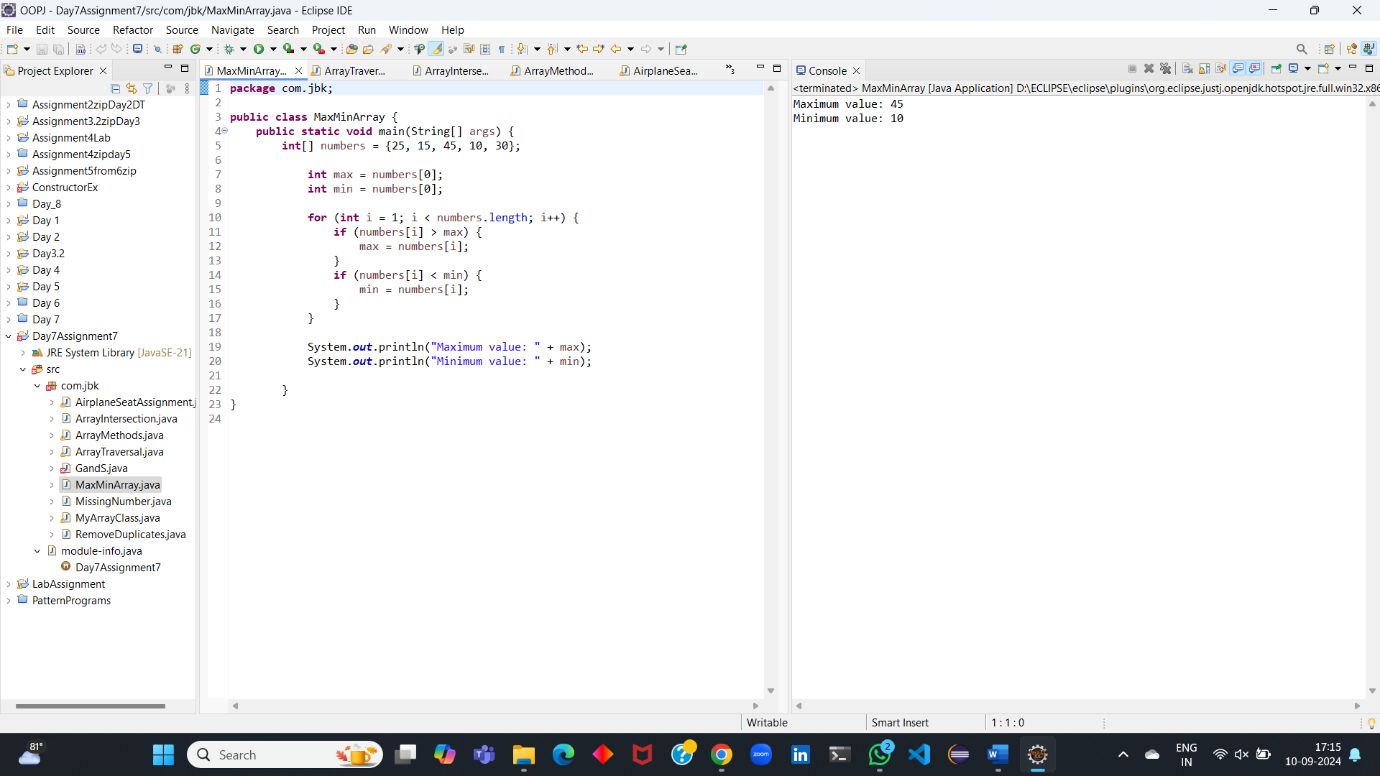 OOPJ - Day7Assignment7/src/com/jbk/MaxMinArray.java - Eclipse IDE
File Edit Source Refactor Source Navigate Search Project Run Window Help
Project Explorer
Assignment2zipDay2DT
Assignment3.2zipDay3
Assignment4Lab
Assignment4zipday5
Assignment5from6zip
ConstructorEx
Day_8
Day 1
Day 2
Day3.2
Day 4
Day 5
Day 6
Day 7
Day7Assignment7
JRE System Library [JavaSE-21]
src
com.jbk
AirplaneSeatAssignment.j
ArrayIntersection.java
ArrayMethods.java
ArrayTraversal.java
GandS.java
MaxMinArray.java
MissingNumber.java
MyArrayClass.java
RemoveDuplicates.java
module-info.java
Day7Assignment7
LabAssignment
PatternPrograms
MaxMinArray... ArrayTraver... ArrayInterse... ArrayMethod... AirplaneSea... »3
1 package com.jbk;
2
3 public class MaxMinArray {
4 public static void main(String[] args) {
5 int[] numbers = {25, 15, 45, 10, 30};
6
7 int max = numbers[0];
8 int min = numbers[0];
9
10 for (int i = 1; i < numbers.length; i++) {
11 if (numbers[i] > max) {
12 max = numbers[i];
13 }
14 if (numbers[i] < min) {
15 min = numbers[i];
16 }
17 }
18
19 System.out.println("Maximum value: " + max);
20 System.out.println("Minimum value: " + min);
21
22 }
23 }
24
Console
<terminated> MaxMinArray [Java Application] D:\ECLIPSE\eclipse\plugins\org.eclipse.justj.openjdk.hotspot.jre.full.win32.x86
Maximum value: 45
Minimum value: 10
Writable Smart Insert 1 : 1 : 0
81°
Search
zoom
2
ENG
IN
17:15
10-09-2024